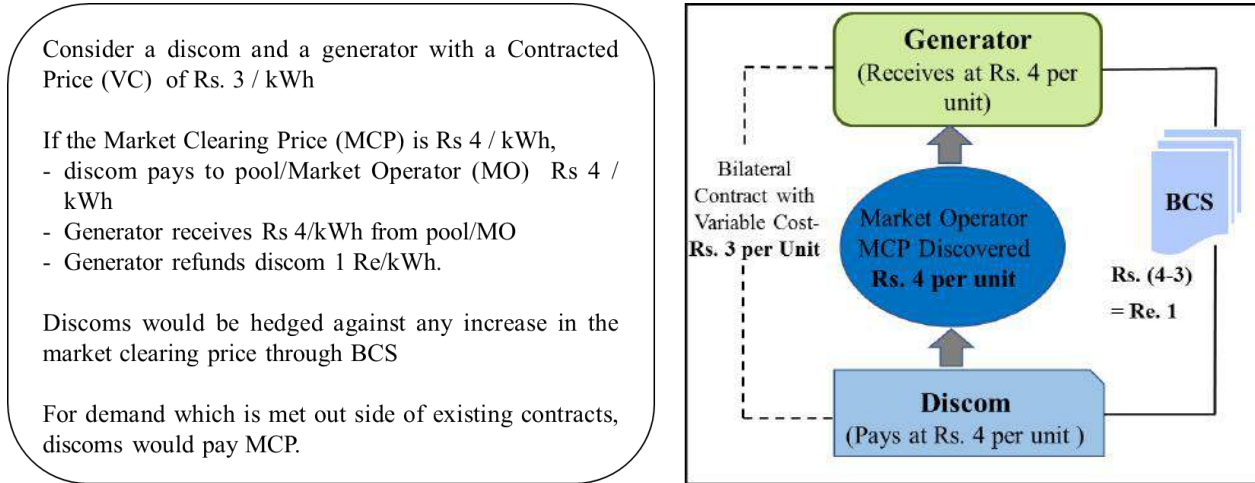 Consider a discom and a generator with a Contracted
Price (VC) of Rs. 3 / kWh
If the Market Clearing Price (MCP) is Rs 4 / kWh,
- discom pays to pool/Market Operator (MO) Rs 4 /
kWh
- Generator receives Rs 4/kWh from pool/MO
- Generator refunds discom 1 Re/kWh.
Discoms would be hedged against any increase in the
market clearing price through BCS
For demand which is met out side of existing contracts,
discoms would pay MCP.
Generator
(Receives at Rs. 4 per
unit)
Bilateral
Contract with
Variable Cost-
Rs. 3 per Unit
Market Operator
MCP Discovered
Rs. 4 per unit
BCS
Rs. (4-3)
= Re. 1
Discom
(Pays at Rs. 4 per unit )